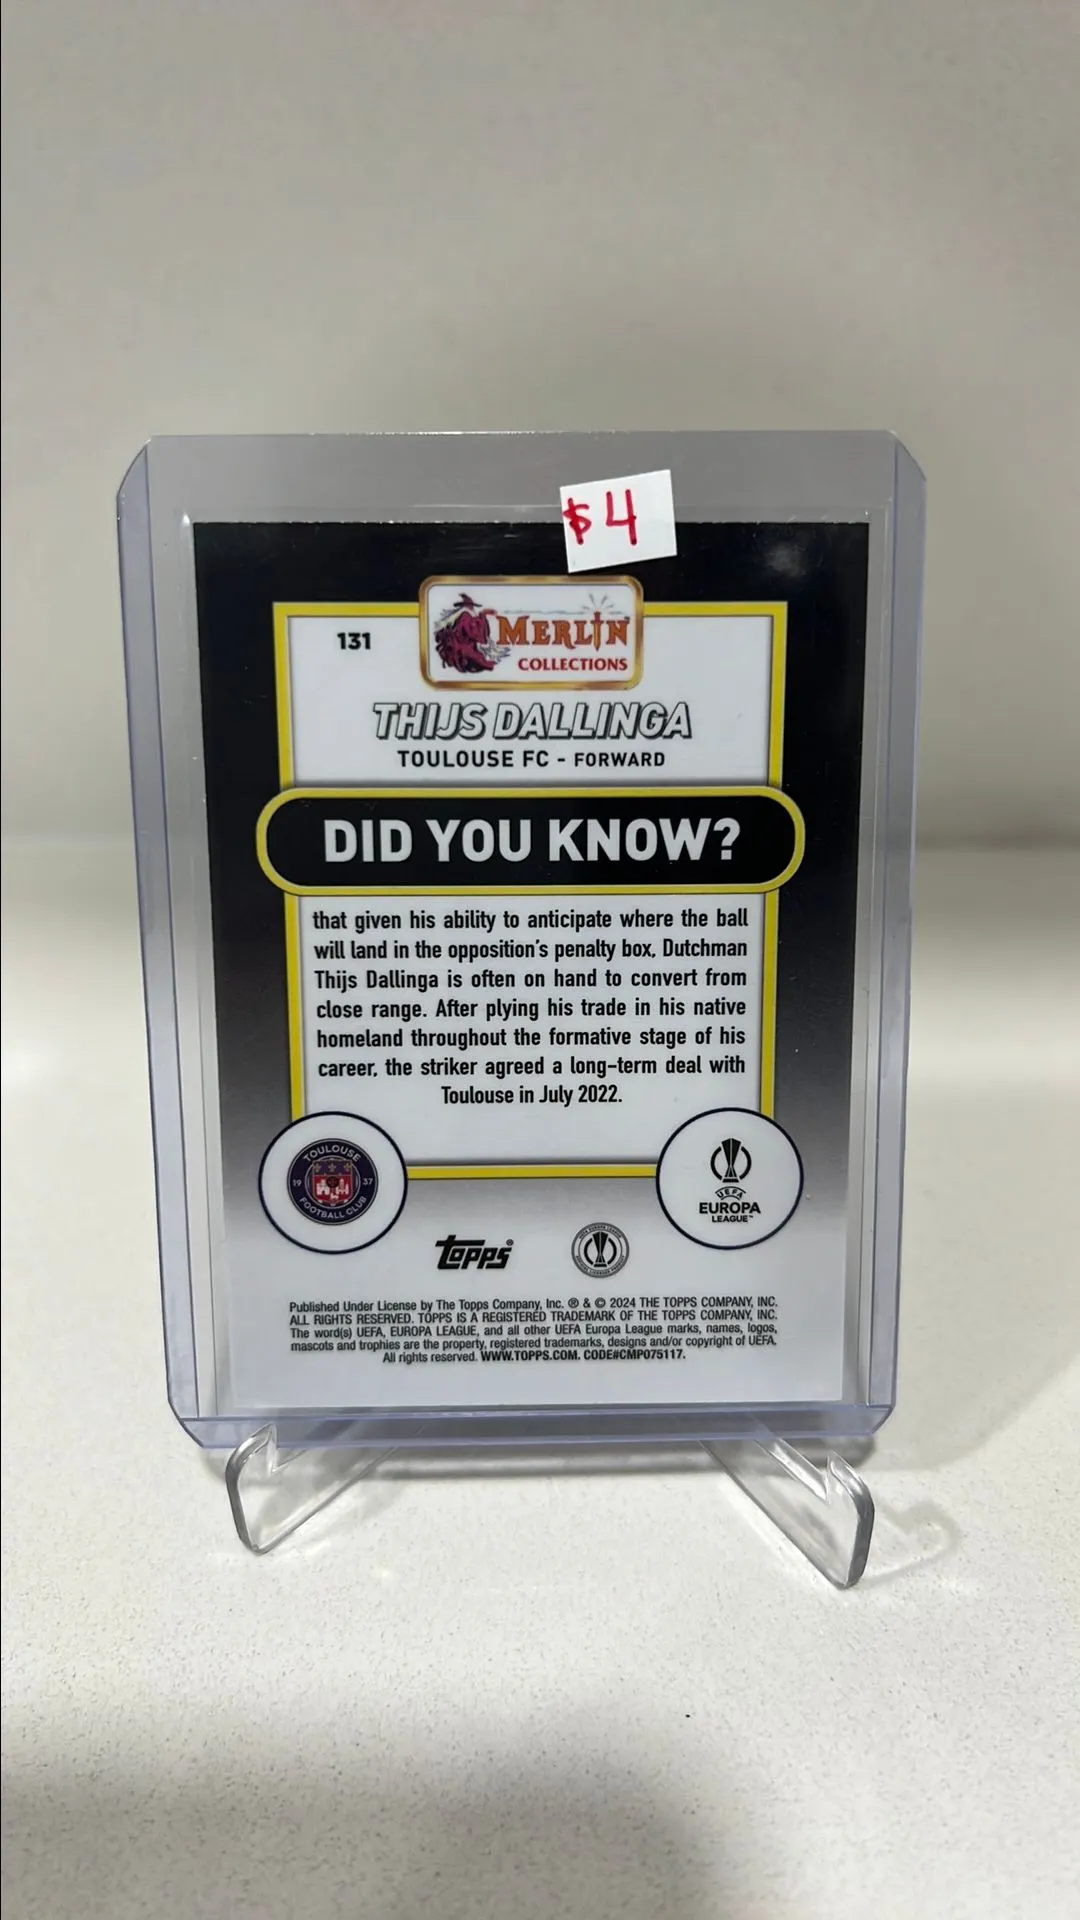 $4
131
MERLIN
COLLECTIONS
THIJS DALLINGA
TOULOUSE FC - FORWARD
DID YOU KNOW?
that given his ability to anticipate where the ball
will land in the opposition's penalty box, Dutchman
Thijs Dallinga is often on hand to convert from
close range. After plying his trade in his native
homeland throughout the formative stage of his
career, the striker agreed a long-term deal with
Toulouse in July 2022.
TOULOUSE
19 37
FOOTBALL CLUB
UEFA
EUROPA
LEAGUE™
topps®
Published Under License by The Topps Company, Inc. ® & © 2024 THE TOPPS COMPANY, INC.
ALL RIGHTS RESERVED. TOPPS IS A REGISTERED TRADEMARK OF THE TOPPS COMPANY, INC.
The word(s) UEFA, EUROPA LEAGUE, and all other UEFA Europa League marks, names, logos,
mascots and trophies are the property, registered trademarks, designs and/or copyright of UEFA.
All rights reserved. WWW.TOPPS.COM. CODE#CMP075117.